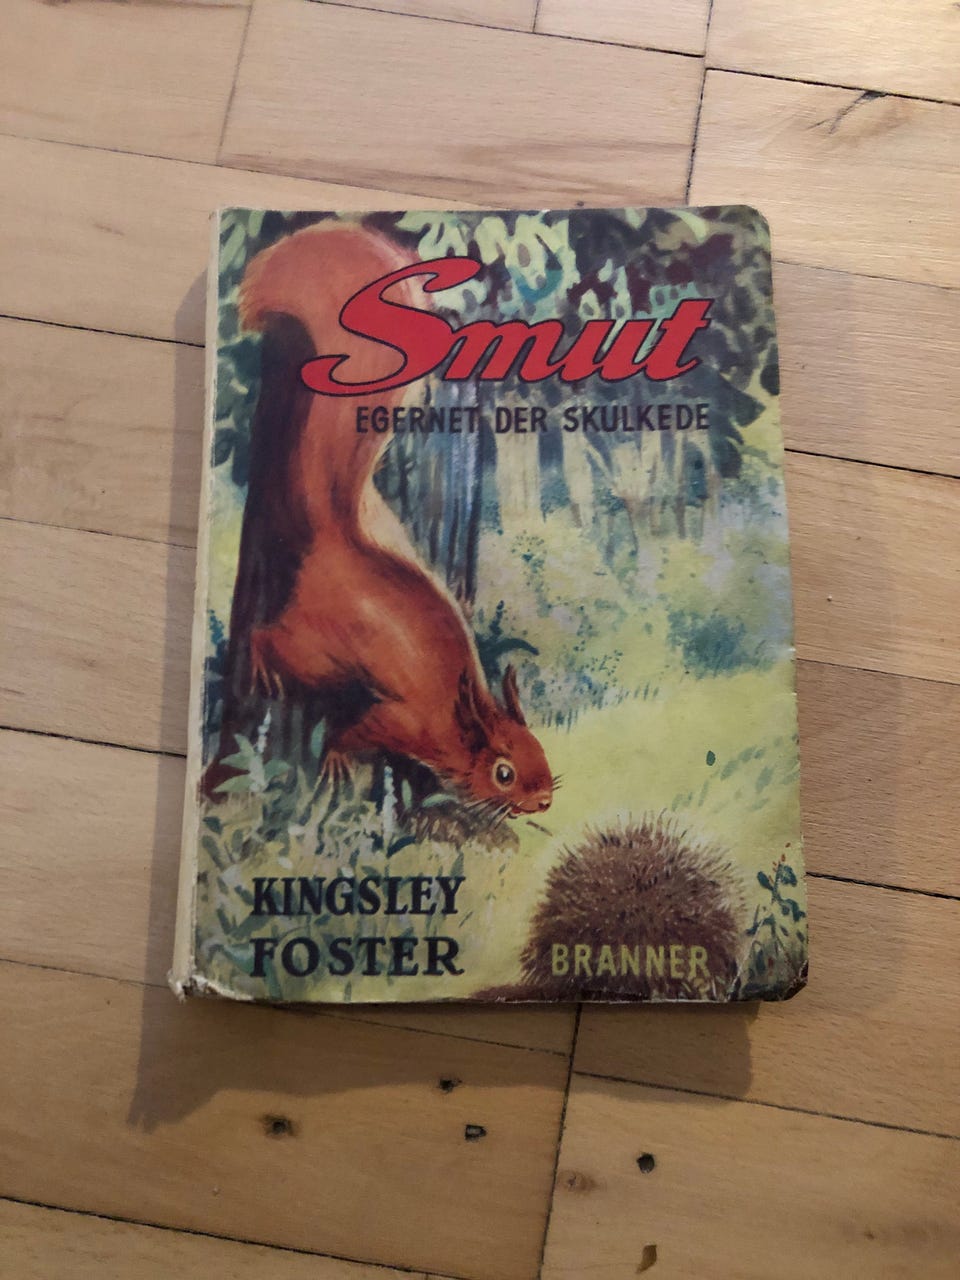 Smut
EGERNET DER SKULKEDE
KINGSLEY
FOSTER
BRANNER